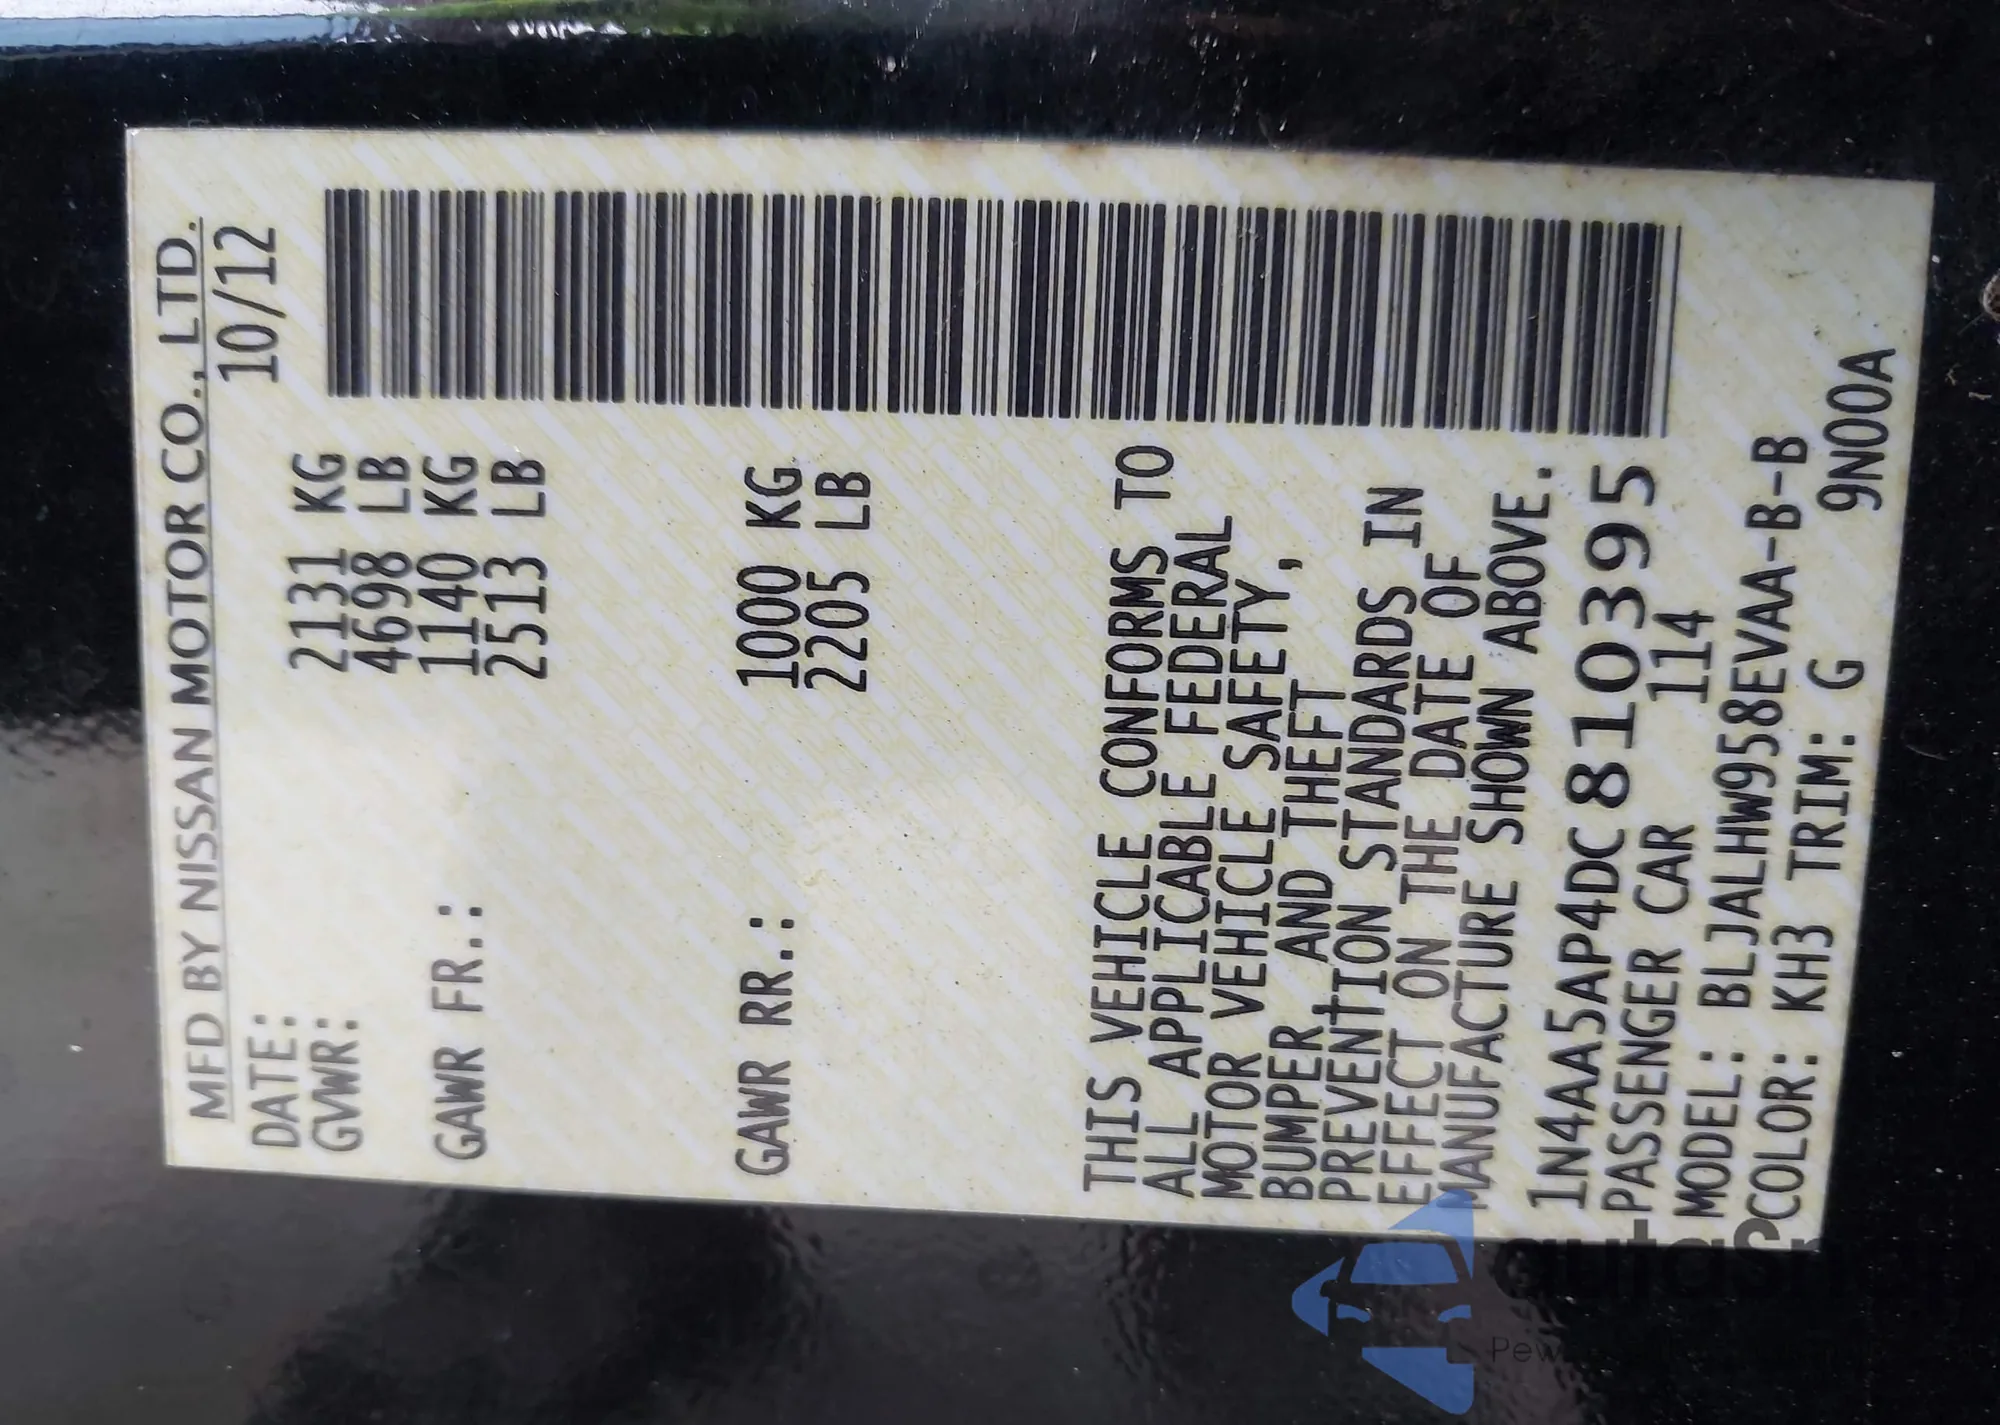 MFD BY NISSAN MOTOR CO., LTD.
DATE: 10/12
GVWR: 2131 KG
4698 LB
GAWR FR.: 1140 KG
2513 LB
GAWR RR.: 1000 KG
2205 LB
THIS VEHICLE CONFORMS TO
ALL APPLICABLE FEDERAL
MOTOR VEHICLE SAFETY,
BUMPER AND THEFT
PREVENTION STANDARDS IN
EFFECT ON THE DATE OF
MANUFACTURE SHOWN ABOVE.
1N4AA5AP4DC810395
PASSENGER CAR 114
MODEL: BLJALHW958EVAA-B-B
COLOR: KH3 TRIM: G 9N00A